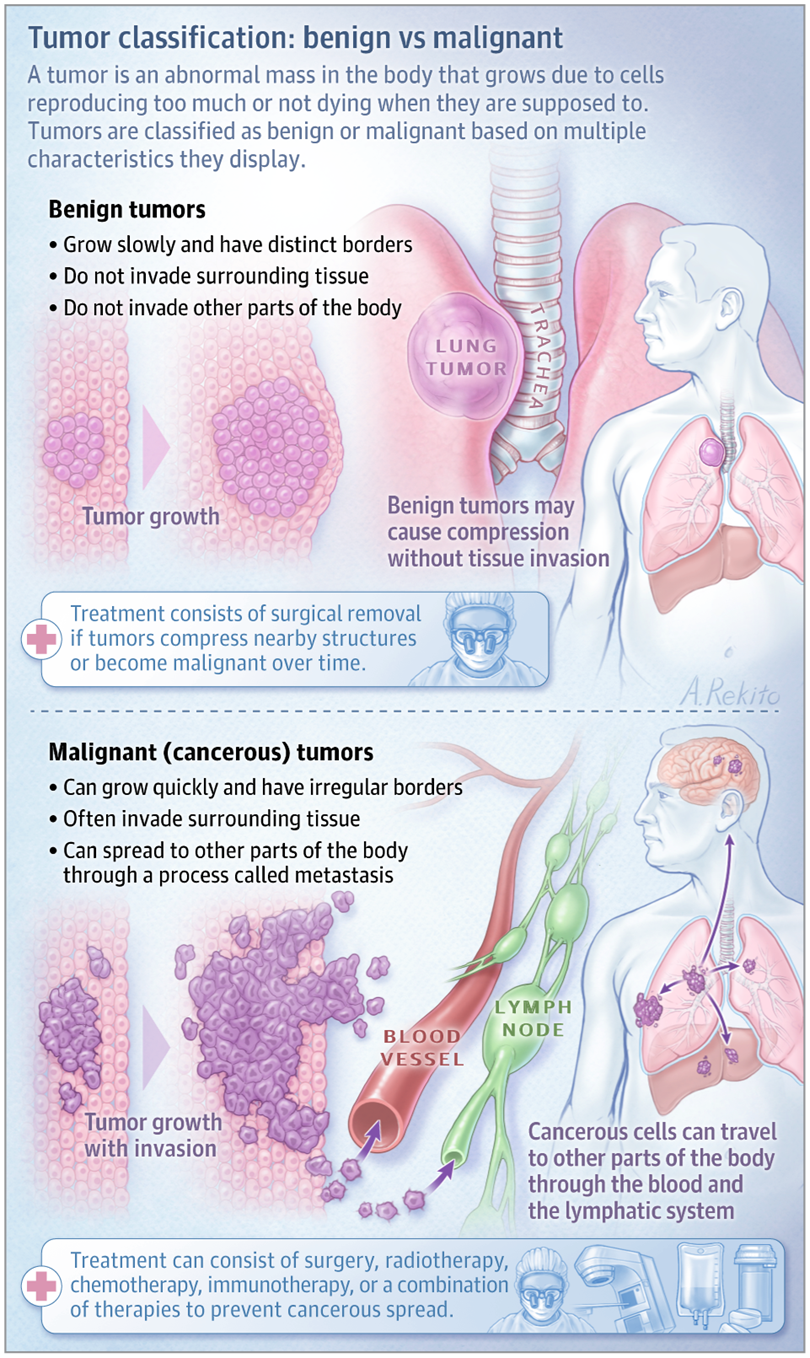 Tumor classification: benign vs malignant
A tumor is an abnormal mass in the body that grows due to cells
reproducing too much or not dying when they are supposed to.
Tumors are classified as benign or malignant based on multiple
characteristics they display.
Benign tumors
• Grow slowly and have distinct borders
• Do not invade surrounding tissue
• Do not invade other parts of the body
LUNG
TUMOR
TRACHEA
Tumor growth
Benign tumors may
cause compression
without tissue invasion
Treatment consists of surgical removal
if tumors compress nearby structures
or become malignant over time.
A. Rekito
Malignant (cancerous) tumors
• Can grow quickly and have irregular borders
• Often invade surrounding tissue
• Can spread to other parts of the body
through a process called metastasis
BLOOD
VESSEL
LYMPH
NODE
Tumor growth
with invasion
Cancerous cells can travel
to other parts of the body
through the blood and
the lymphatic system
Treatment can consist of surgery, radiotherapy,
chemotherapy, immunotherapy, or a combination
of therapies to prevent cancerous spread.